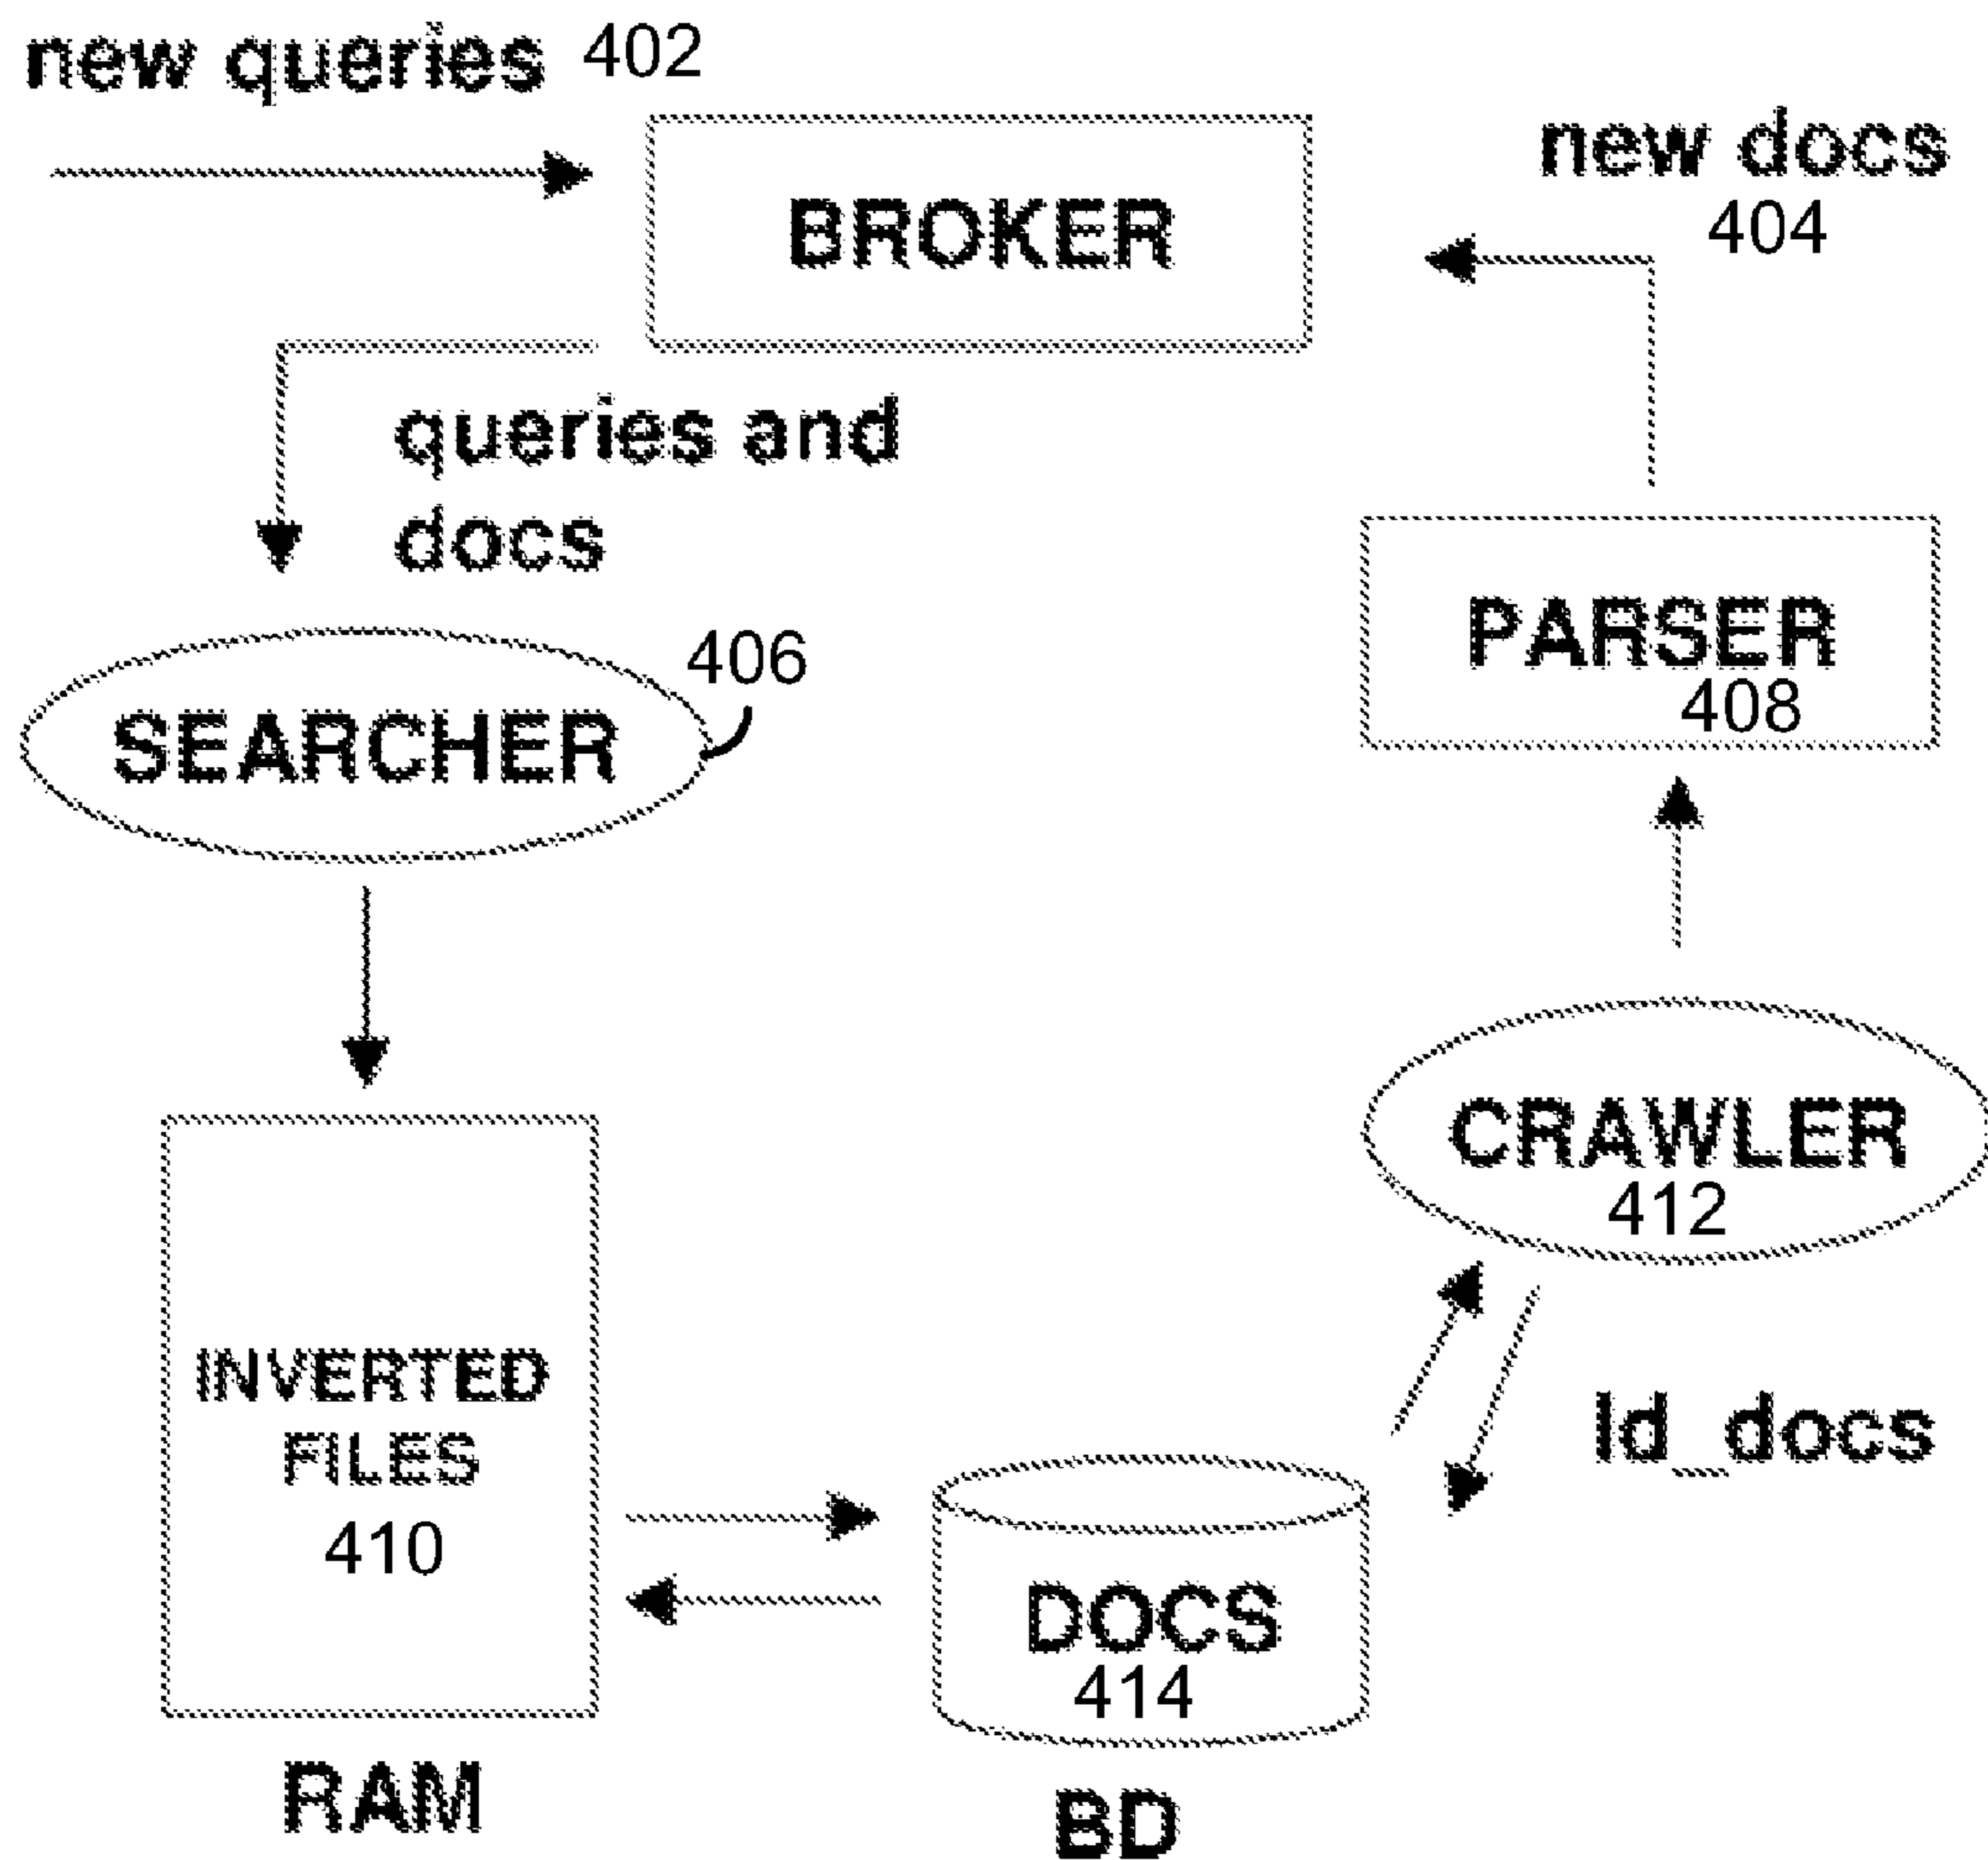 new queries 402
new docs
404
BROKER
queries and
docs
406
SEARCHER
PARSER
408
CRAWLER
412
INVERTED
FILES
410
Id_docs
DOCS
414
RAM
BD